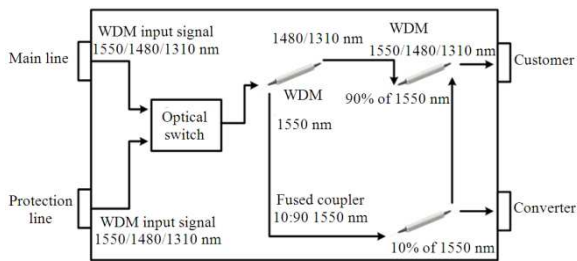 WDM input signal
1550/1480/1310 nm
Main line
Optical
switch
1480/1310 nm
WDM
1550 nm
WDM
1550/1480/1310 nm
90% of 1550 nm
Customer
Protection
line
WDM input signal
1550/1480/1310 nm
Fused coupler
10:90 1550 nm
10% of 1550 nm
Converter